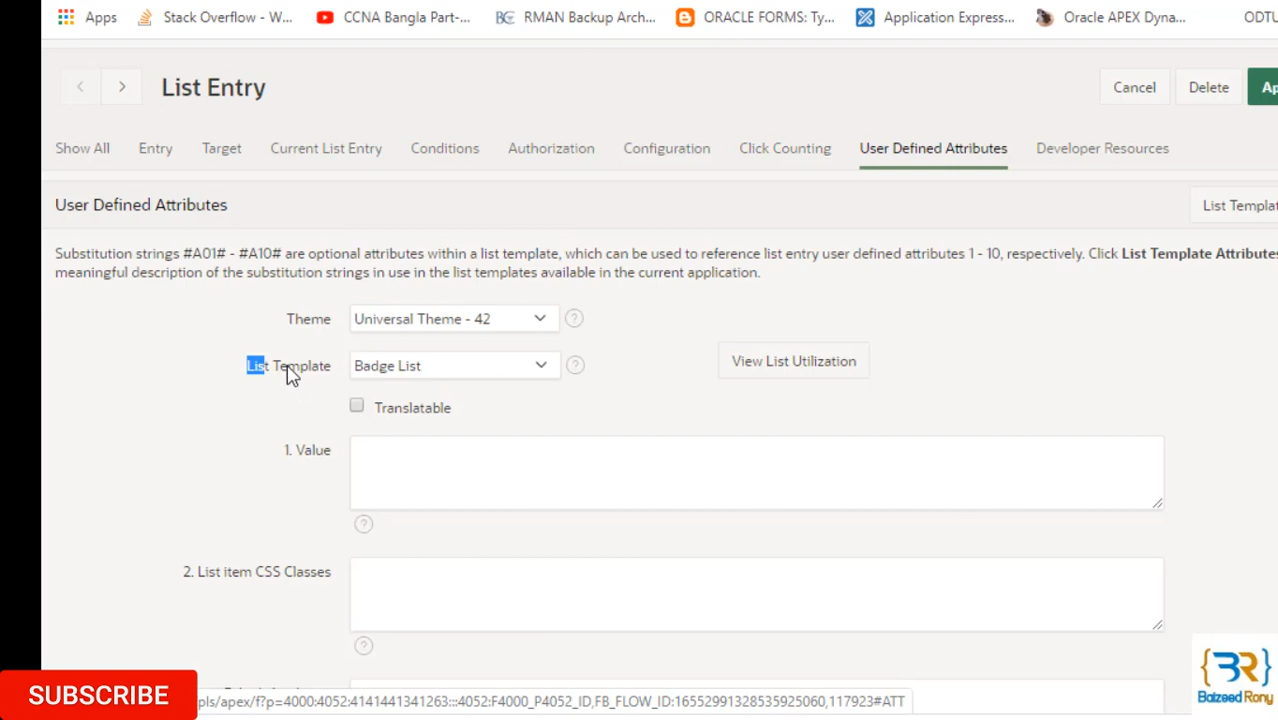 Apps Stack Overflow - W... CCNA Bangla Part-... RMAN Backup Arch... ORACLE FORMS: Ty... Application Express... Oracle APEX Dyna... ODTU
List Entry
Cancel Delete Ap
Show All Entry Target Current List Entry Conditions Authorization Configuration Click Counting User Defined Attributes Developer Resources
User Defined Attributes
List Templat
Substitution strings #A01# - #A10# are optional attributes within a list template, which can be used to reference list entry user defined attributes 1 - 10, respectively. Click List Template Attributes
meaningful description of the substitution strings in use in the list templates available in the current application.
Theme Universal Theme - 42 ?
List Template Badge List ? View List Utilization
Translatable
1. Value
?
2. List item CSS Classes
?
SUBSCRIBE
pls/apex/f?p=4000:4052:4141441341263:::4052:F4000_P4052_ID,FB_FLOW_ID:16552991328535925060,117923#ATT
{BR}
Baizeed Rony